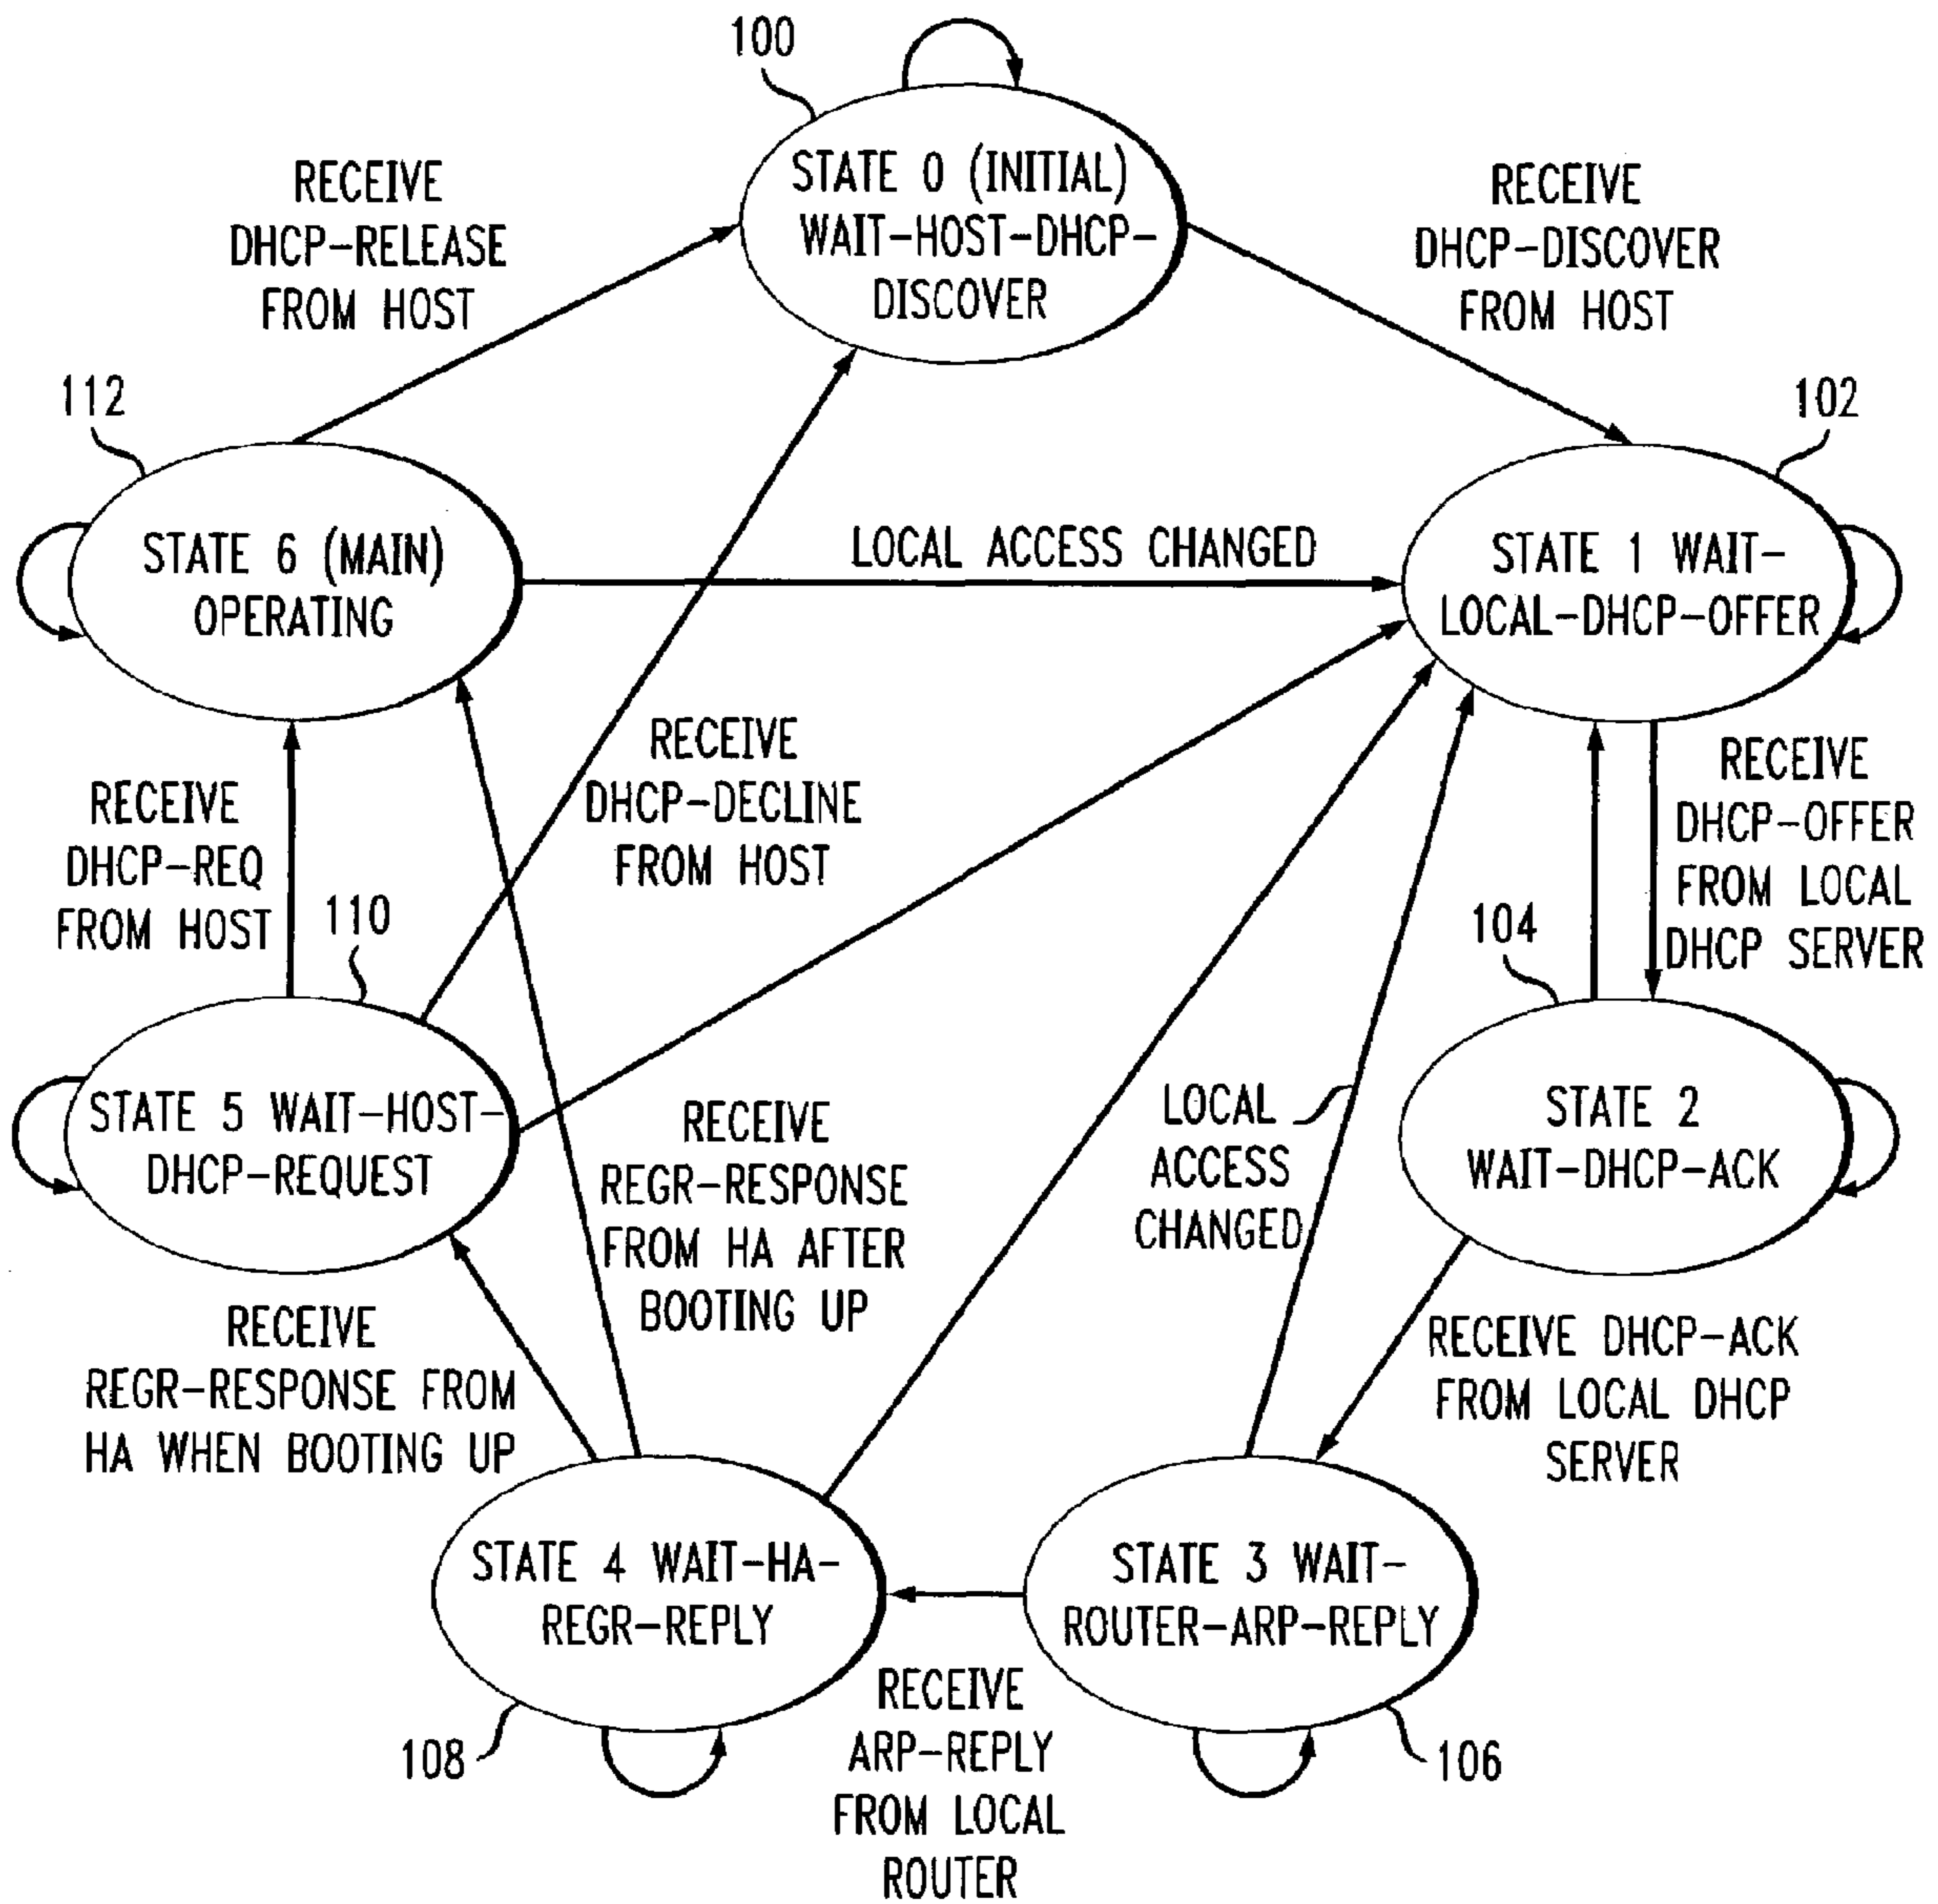 100
STATE 0 (INITIAL)
WAIT-HOST-DHCP-
DISCOVER
RECEIVE
DHCP-RELEASE
FROM HOST
RECEIVE
DHCP-DISCOVER
FROM HOST
112
102
STATE 6 (MAIN)
OPERATING
LOCAL ACCESS CHANGED
STATE 1 WAIT-
LOCAL-DHCP-OFFER
RECEIVE
DHCP-REQ
FROM HOST
RECEIVE
DHCP-DECLINE
FROM HOST
RECEIVE
DHCP-OFFER
FROM LOCAL
DHCP SERVER
110
104
STATE 5 WAIT-HOST-
DHCP-REQUEST
RECEIVE
REGR-RESPONSE
FROM HA AFTER
BOOTING UP
LOCAL
ACCESS
CHANGED
STATE 2
WAIT-DHCP-ACK
RECEIVE
REGR-RESPONSE FROM
HA WHEN BOOTING UP
RECEIVE DHCP-ACK
FROM LOCAL DHCP
SERVER
STATE 4 WAIT-HA-
REGR-REPLY
STATE 3 WAIT-
ROUTER-ARP-REPLY
108
RECEIVE
ARP-REPLY
FROM LOCAL
ROUTER
106